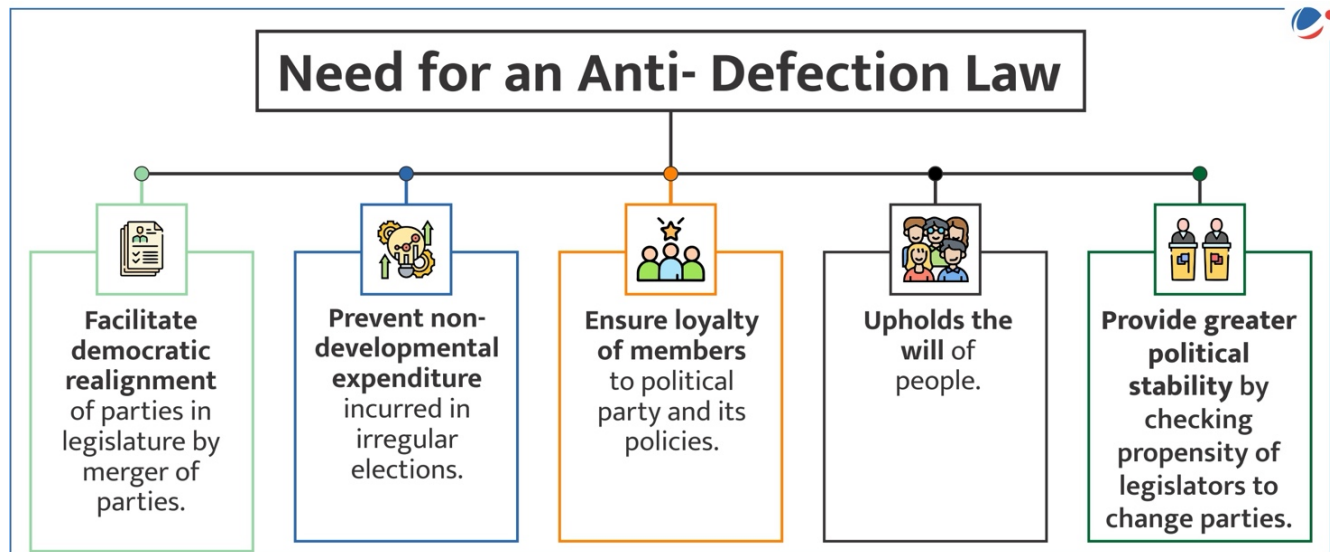 Need for an Anti- Defection Law
Facilitate
democratic
realignment
of parties in
legislature by
merger of
parties.
Prevent non-
developmental
expenditure
incurred in
irregular
elections.
Ensure loyalty
of members
to political
party and its
policies.
Upholds the
will of
people.
Provide greater
political
stability by
checking
propensity of
legislators to
change parties.